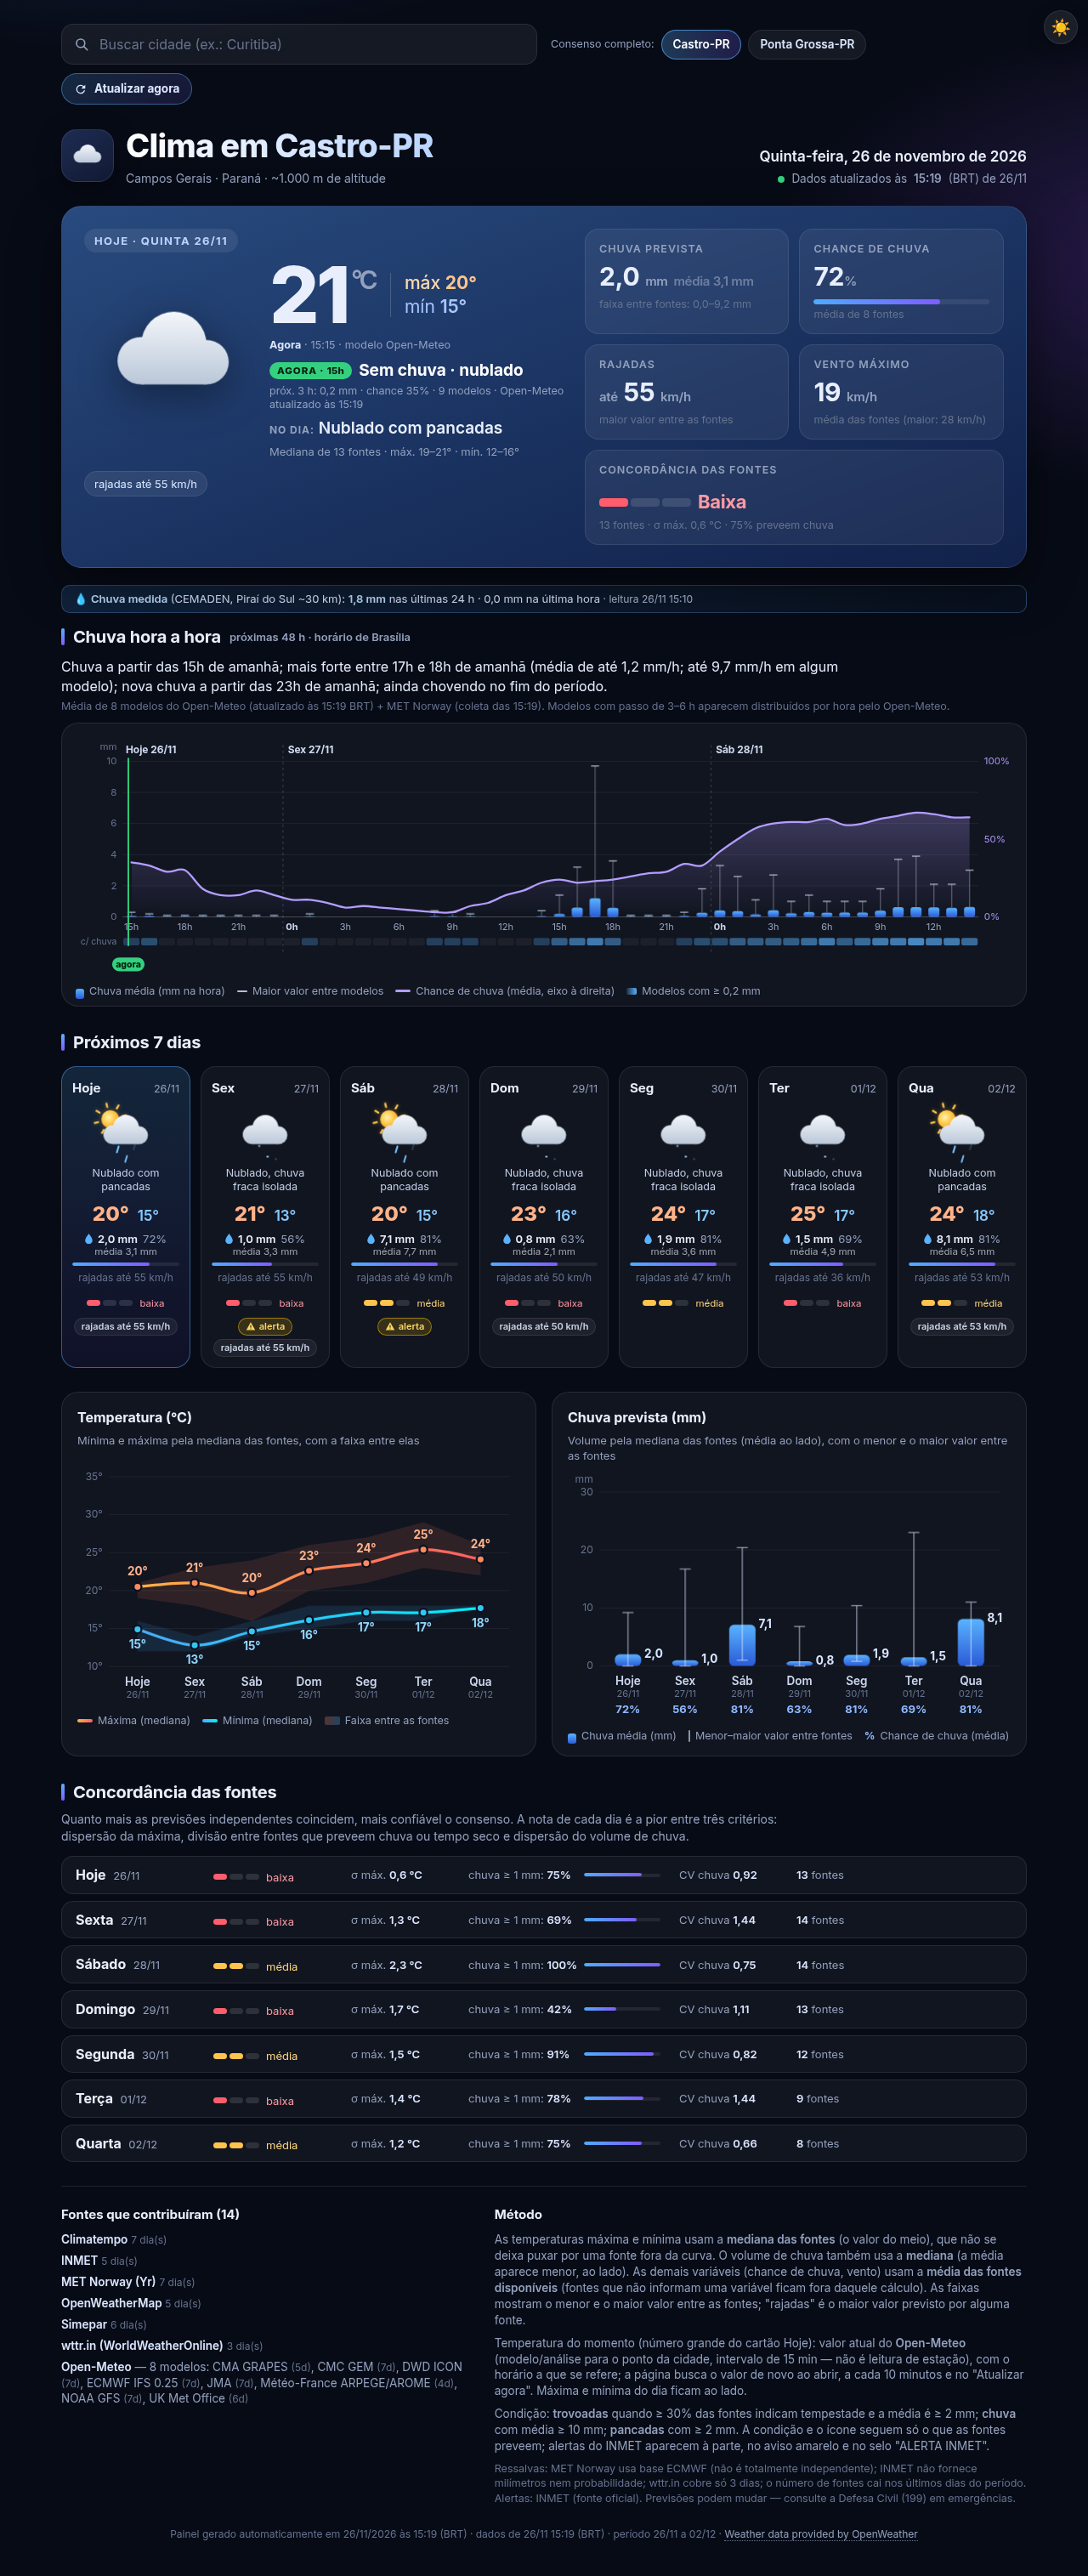 Buscar cidade (ex.: Curitiba)
Consenso completo: Castro-PR Ponta Grossa-PR
Atualizar agora
Clima em Castro-PR
Campos Gerais · Paraná · ~1.000 m de altitude
Quinta-feira, 26 de novembro de 2026
Dados atualizados às 15:19 (BRT) de 26/11
HOJE · QUINTA 26/11
21°C
máx 20°
mín 15°
Agora · 15:15 · modelo Open-Meteo
AGORA · 15h Sem chuva · nublado
próx. 3 h: 0,2 mm · chance 35% · 9 modelos · Open-Meteo
atualizado às 15:19
NO DIA: Nublado com pancadas
Mediana de 13 fontes · máx. 19–21° · mín. 12–16°
rajadas até 55 km/h
CHUVA PREVISTA
2,0 mm média 3,1 mm
faixa entre fontes: 0,0–9,2 mm
CHANCE DE CHUVA
72%
média de 8 fontes
RAJADAS
até 55 km/h
maior valor entre as fontes
VENTO MÁXIMO
19 km/h
média das fontes (maior: 28 km/h)
CONCORDÂNCIA DAS FONTES
Baixa
13 fontes · σ máx. 0,6 °C · 75% preveem chuva
Chuva medida (CEMADEN, Piraí do Sul ~30 km): 1,8 mm nas últimas 24 h · 0,0 mm na última hora · leitura 26/11 15:10
Chuva hora a hora próximas 48 h · horário de Brasília
Chuva a partir das 15h de amanhã; mais forte entre 17h e 18h de amanhã (média de até 1,2 mm/h; até 9,7 mm/h em algum
modelo); nova chuva a partir das 23h de amanhã; ainda chovendo no fim do período.
Média de 8 modelos do Open-Meteo (atualizado às 15:19 BRT) + MET Norway (coleta das 15:19). Modelos com passo de 3–6 h aparecem distribuídos por hora pelo Open-Meteo.
mm Hoje 26/11 Sex 27/11 Sáb 28/11
10 100%
8
6
50%
4
2
0 0%
15h 18h 21h 0h 3h 6h 9h 12h 15h 18h 21h 0h 3h 6h 9h 12h
c/ chuva
agora
Chuva média (mm na hora) Maior valor entre modelos Chance de chuva (média, eixo à direita) Modelos com ≥ 0,2 mm
Próximos 7 dias
Hoje 26/11
Nublado com
pancadas
20° 15°
2,0 mm 72%
média 3,1 mm
rajadas até 55 km/h
baixa
rajadas até 55 km/h
Sex 27/11
Nublado, chuva
fraca isolada
21° 13°
1,0 mm 56%
média 3,3 mm
rajadas até 55 km/h
baixa
alerta
rajadas até 55 km/h
Sáb 28/11
Nublado com
pancadas
20° 15°
7,1 mm 81%
média 7,7 mm
rajadas até 49 km/h
média
alerta
Dom 29/11
Nublado, chuva
fraca isolada
23° 16°
0,8 mm 63%
média 2,1 mm
rajadas até 50 km/h
baixa
rajadas até 50 km/h
Seg 30/11
Nublado, chuva
fraca isolada
24° 17°
1,9 mm 81%
média 3,6 mm
rajadas até 47 km/h
média
Ter 01/12
Nublado, chuva
fraca isolada
25° 17°
1,5 mm 69%
média 4,9 mm
rajadas até 36 km/h
baixa
Qua 02/12
Nublado com
pancadas
24° 18°
8,1 mm 81%
média 6,5 mm
rajadas até 53 km/h
média
rajadas até 53 km/h
Temperatura (°C)
Mínima e máxima pela mediana das fontes, com a faixa entre elas
35°
30°
25°
20°
15°
10°
20° 21° 20° 23° 24° 25° 24°
15° 13° 15° 16° 17° 17° 18°
Hoje Sex Sáb Dom Seg Ter Qua
26/11 27/11 28/11 29/11 30/11 01/12 02/12
Máxima (mediana) Mínima (mediana) Faixa entre as fontes
Chuva prevista (mm)
Volume pela mediana das fontes (média ao lado), com o menor e o maior valor entre
as fontes
mm
30
20
10
0
2,0 1,0 7,1 0,8 1,9 1,5 8,1
Hoje Sex Sáb Dom Seg Ter Qua
26/11 27/11 28/11 29/11 30/11 01/12 02/12
72% 56% 81% 63% 81% 69% 81%
Chuva média (mm) Menor–maior valor entre fontes % Chance de chuva (média)
Concordância das fontes
Quanto mais as previsões independentes coincidem, mais confiável o consenso. A nota de cada dia é a pior entre três critérios:
dispersão da máxima, divisão entre fontes que preveem chuva ou tempo seco e dispersão do volume de chuva.
Hoje 26/11 baixa σ máx. 0,6 °C chuva ≥ 1 mm: 75% CV chuva 0,92 13 fontes
Sexta 27/11 baixa σ máx. 1,3 °C chuva ≥ 1 mm: 69% CV chuva 1,44 14 fontes
Sábado 28/11 média σ máx. 2,3 °C chuva ≥ 1 mm: 100% CV chuva 0,75 14 fontes
Domingo 29/11 baixa σ máx. 1,7 °C chuva ≥ 1 mm: 42% CV chuva 1,11 13 fontes
Segunda 30/11 média σ máx. 1,5 °C chuva ≥ 1 mm: 91% CV chuva 0,82 12 fontes
Terça 01/12 baixa σ máx. 1,4 °C chuva ≥ 1 mm: 78% CV chuva 1,44 9 fontes
Quarta 02/12 média σ máx. 1,2 °C chuva ≥ 1 mm: 75% CV chuva 0,66 8 fontes
Fontes que contribuíram (14)
Climatempo 7 dia(s)
INMET 5 dia(s)
MET Norway (Yr) 7 dia(s)
OpenWeatherMap 5 dia(s)
Simepar 6 dia(s)
wttr.in (WorldWeatherOnline) 3 dia(s)
Open-Meteo — 8 modelos: CMA GRAPES (5d), CMC GEM (7d), DWD ICON
(7d), ECMWF IFS 0.25 (7d), JMA (7d), Météo-France ARPEGE/AROME (4d),
NOAA GFS (7d), UK Met Office (6d)
Método
As temperaturas máxima e mínima usam a mediana das fontes (o valor do meio), que não se
deixa puxar por uma fonte fora da curva. O volume de chuva também usa a mediana (a média
aparece menor, ao lado). As demais variáveis (chance de chuva, vento) usam a média das fontes
disponíveis (fontes que não informam uma variável ficam fora daquele cálculo). As faixas
mostram o menor e o maior valor entre as fontes; "rajadas" é o maior valor previsto por alguma
fonte.
Temperatura do momento (número grande do cartão Hoje): valor atual do Open-Meteo
(modelo/análise para o ponto da cidade, intervalo de 15 min — não é leitura de estação), com o
horário a que se refere; a página busca o valor de novo ao abrir, a cada 10 minutos e no "Atualizar
agora". Máxima e mínima do dia ficam ao lado.
Condição: trovoadas quando ≥ 30% das fontes indicam tempestade e a média é ≥ 2 mm; chuva
com média ≥ 10 mm; pancadas com ≥ 2 mm. A condição e o ícone seguem só o que as fontes
preveem; alertas do INMET aparecem à parte, no aviso amarelo e no selo "ALERTA INMET".
Ressalvas: MET Norway usa base ECMWF (não é totalmente independente); INMET não fornece
milímetros nem probabilidade; wttr.in cobre só 3 dias; o número de fontes cai nos últimos dias do período.
Alertas: INMET (fonte oficial). Previsões podem mudar — consulte a Defesa Civil (199) em emergências.
Painel gerado automaticamente em 26/11/2026 às 15:19 (BRT) · dados de 26/11 15:19 (BRT) · período 26/11 a 02/12 · Weather data provided by OpenWeather